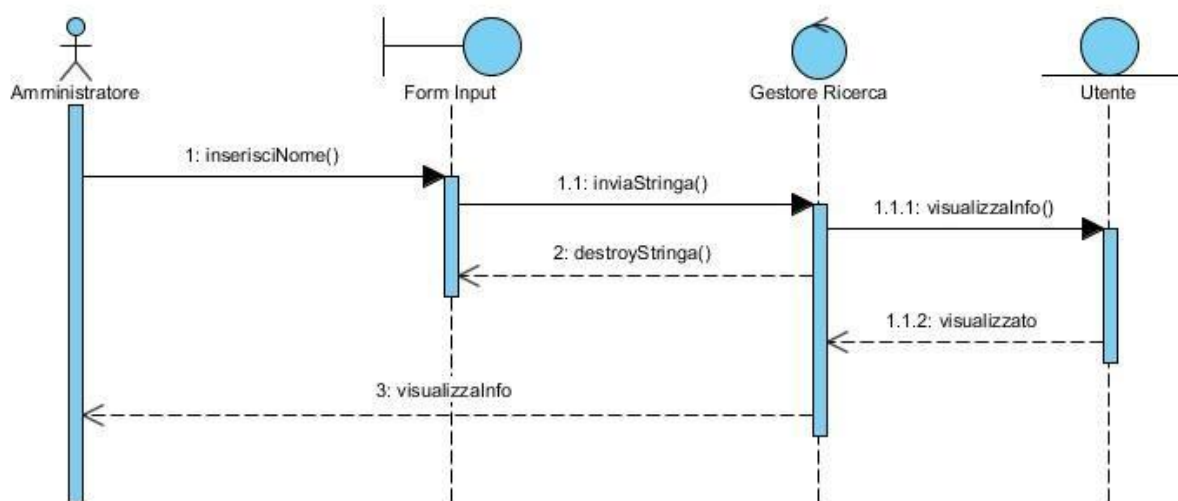 Amministratore
Form Input
Gestore Ricerca
Utente
1: inserisciNome()
1.1: inviaStringa()
1.1.1: visualizzaInfo()
2: destroyStringa()
1.1.2: visualizzato
3: visualizzaInfo